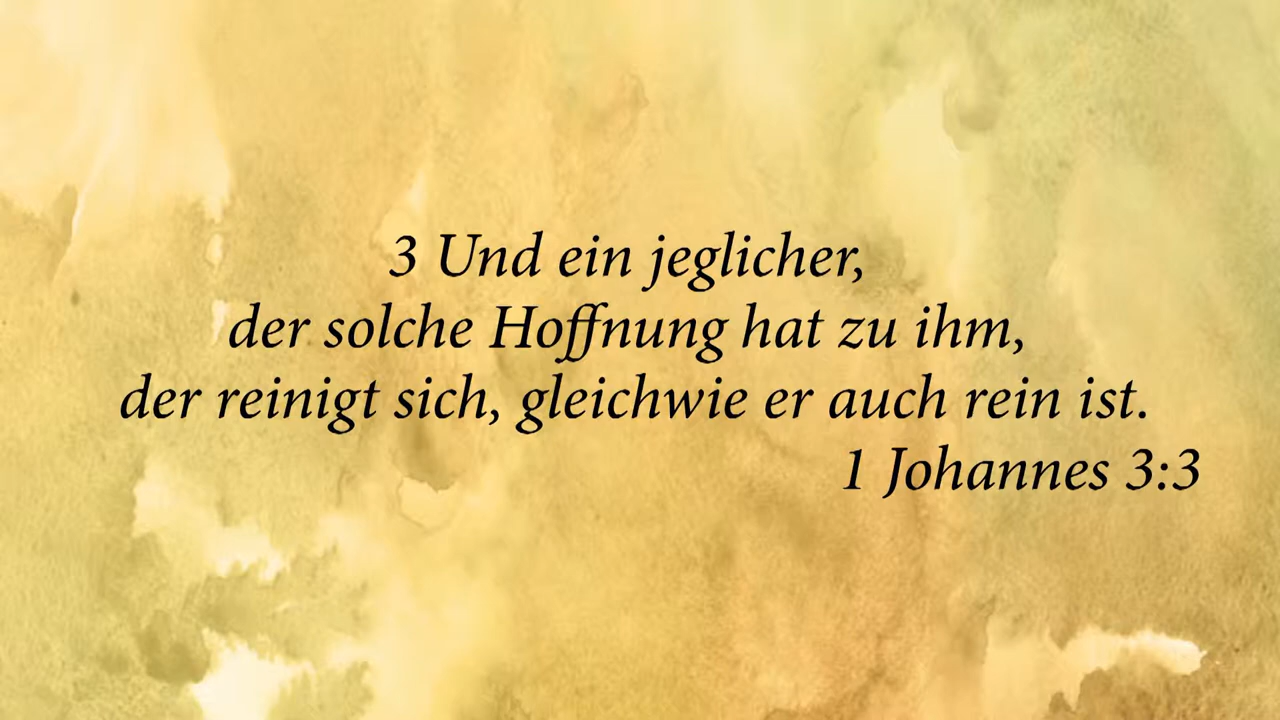 3 Und ein jeglicher,
der solche Hoffnung hat zu ihm,
der reinigt sich, gleichwie er auch rein ist.
1 Johannes 3:3